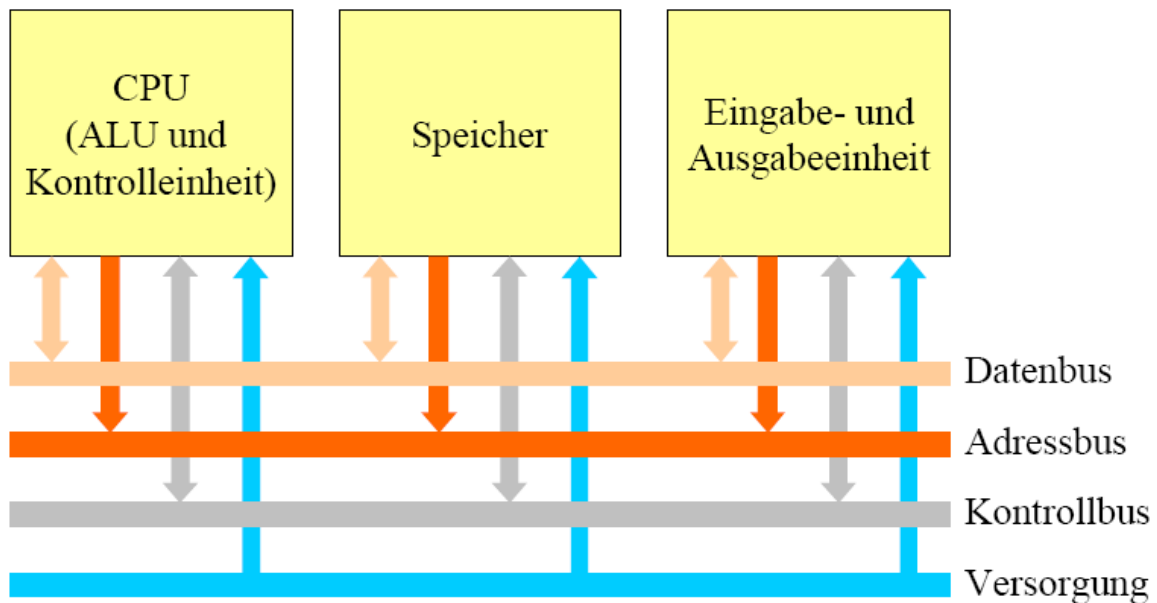 CPU
(ALU und
Kontrolleinheit)
Speicher
Eingabe- und
Ausgabeeinheit
Datenbus
Adressbus
Kontrollbus
Versorgung